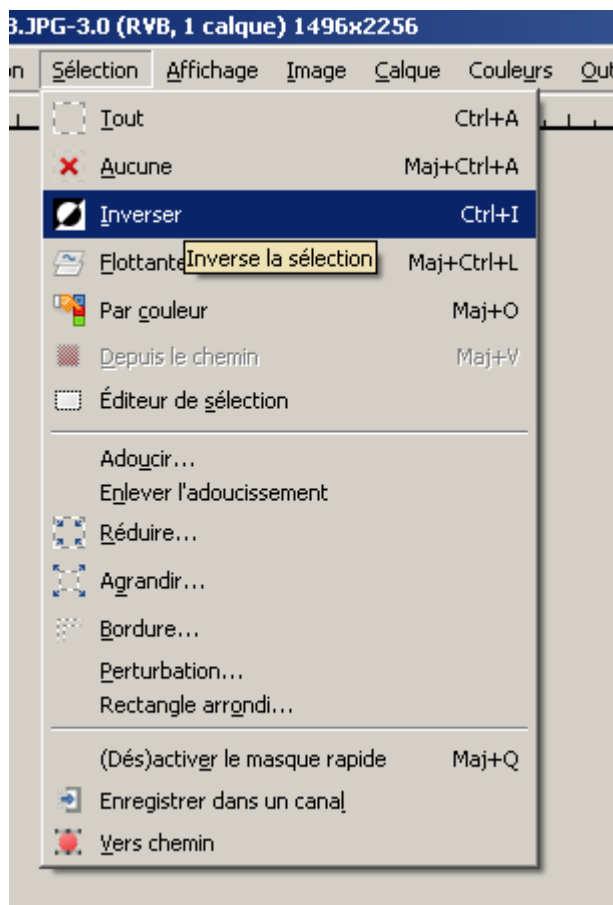 3.JPG-3.0 (RVB, 1 calque) 1496x2256
Sélection Affichage Image Calque Couleurs
Tout Ctrl+A
Aucune Maj+Ctrl+A
Inverser Ctrl+I
Flottante Maj+Ctrl+L
Inverse la sélection
Par couleur Maj+O
Depuis le chemin Maj+V
Éditeur de sélection
Adoucir...
Enlever l'adoucissement
Réduire...
Agrandir...
Bordure...
Perturbation...
Rectangle arrondi...
(Dés)activer le masque rapide Maj+Q
Enregistrer dans un canal
Vers chemin